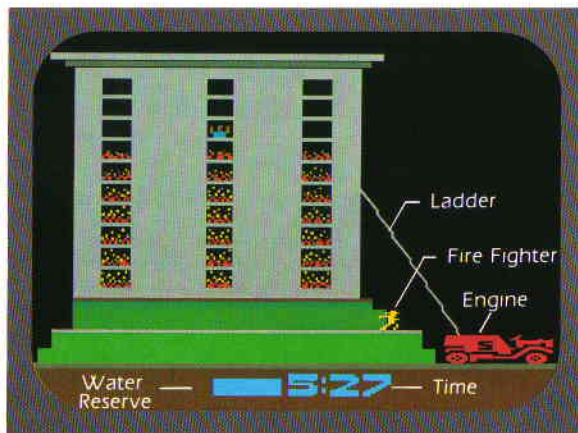 Ladder
Fire Fighter
Engine
S
Water
Reserve
5:27
Time